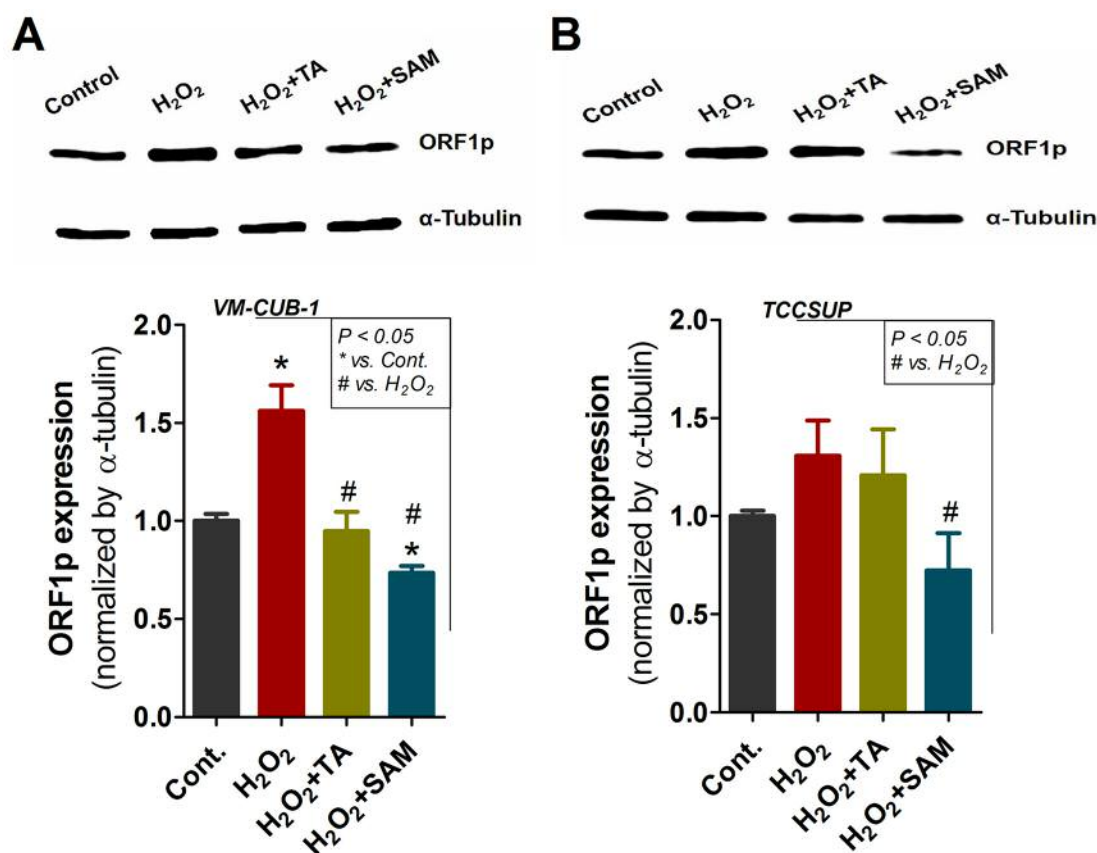 A
Control
H₂O₂
H₂O₂+TA
H₂O₂+SAM
ORF1p
α-Tubulin
VM-CUB-1
P < 0.05
* vs. Cont.
# vs. H₂O₂
ORF1p expression
(normalized by α-tubulin)
2.0
1.5
1.0
0.5
0.0
*
#
#
*
Cont.
H₂O₂
H₂O₂+TA
H₂O₂+SAM
B
Control
H₂O₂
H₂O₂+TA
H₂O₂+SAM
ORF1p
α-Tubulin
TCCSUP
P < 0.05
# vs. H₂O₂
ORF1p expression
(normalized by α-tubulin)
2.0
1.5
1.0
0.5
0.0
#
Cont.
H₂O₂
H₂O₂+TA
H₂O₂+SAM